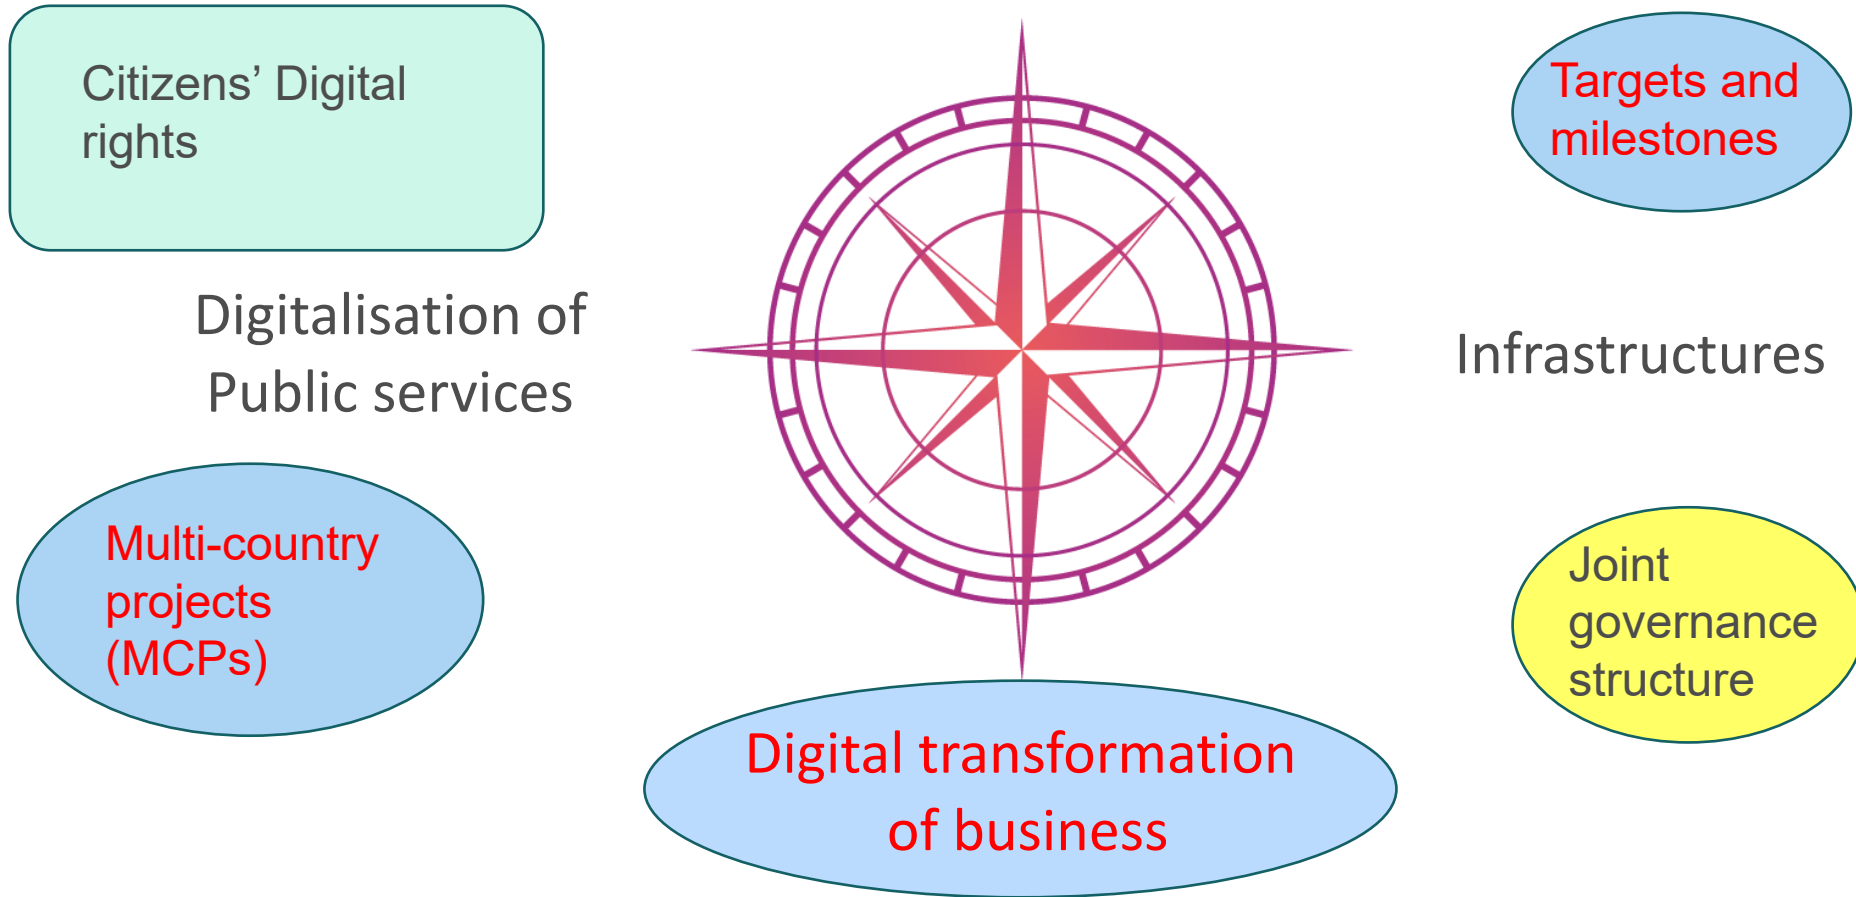 Citizens’ Digital
rights
Targets and
milestones
Digitalisation of
Public services
Infrastructures
Multi-country
projects
(MCPs)
Joint
governance
structure
Digital transformation
of business